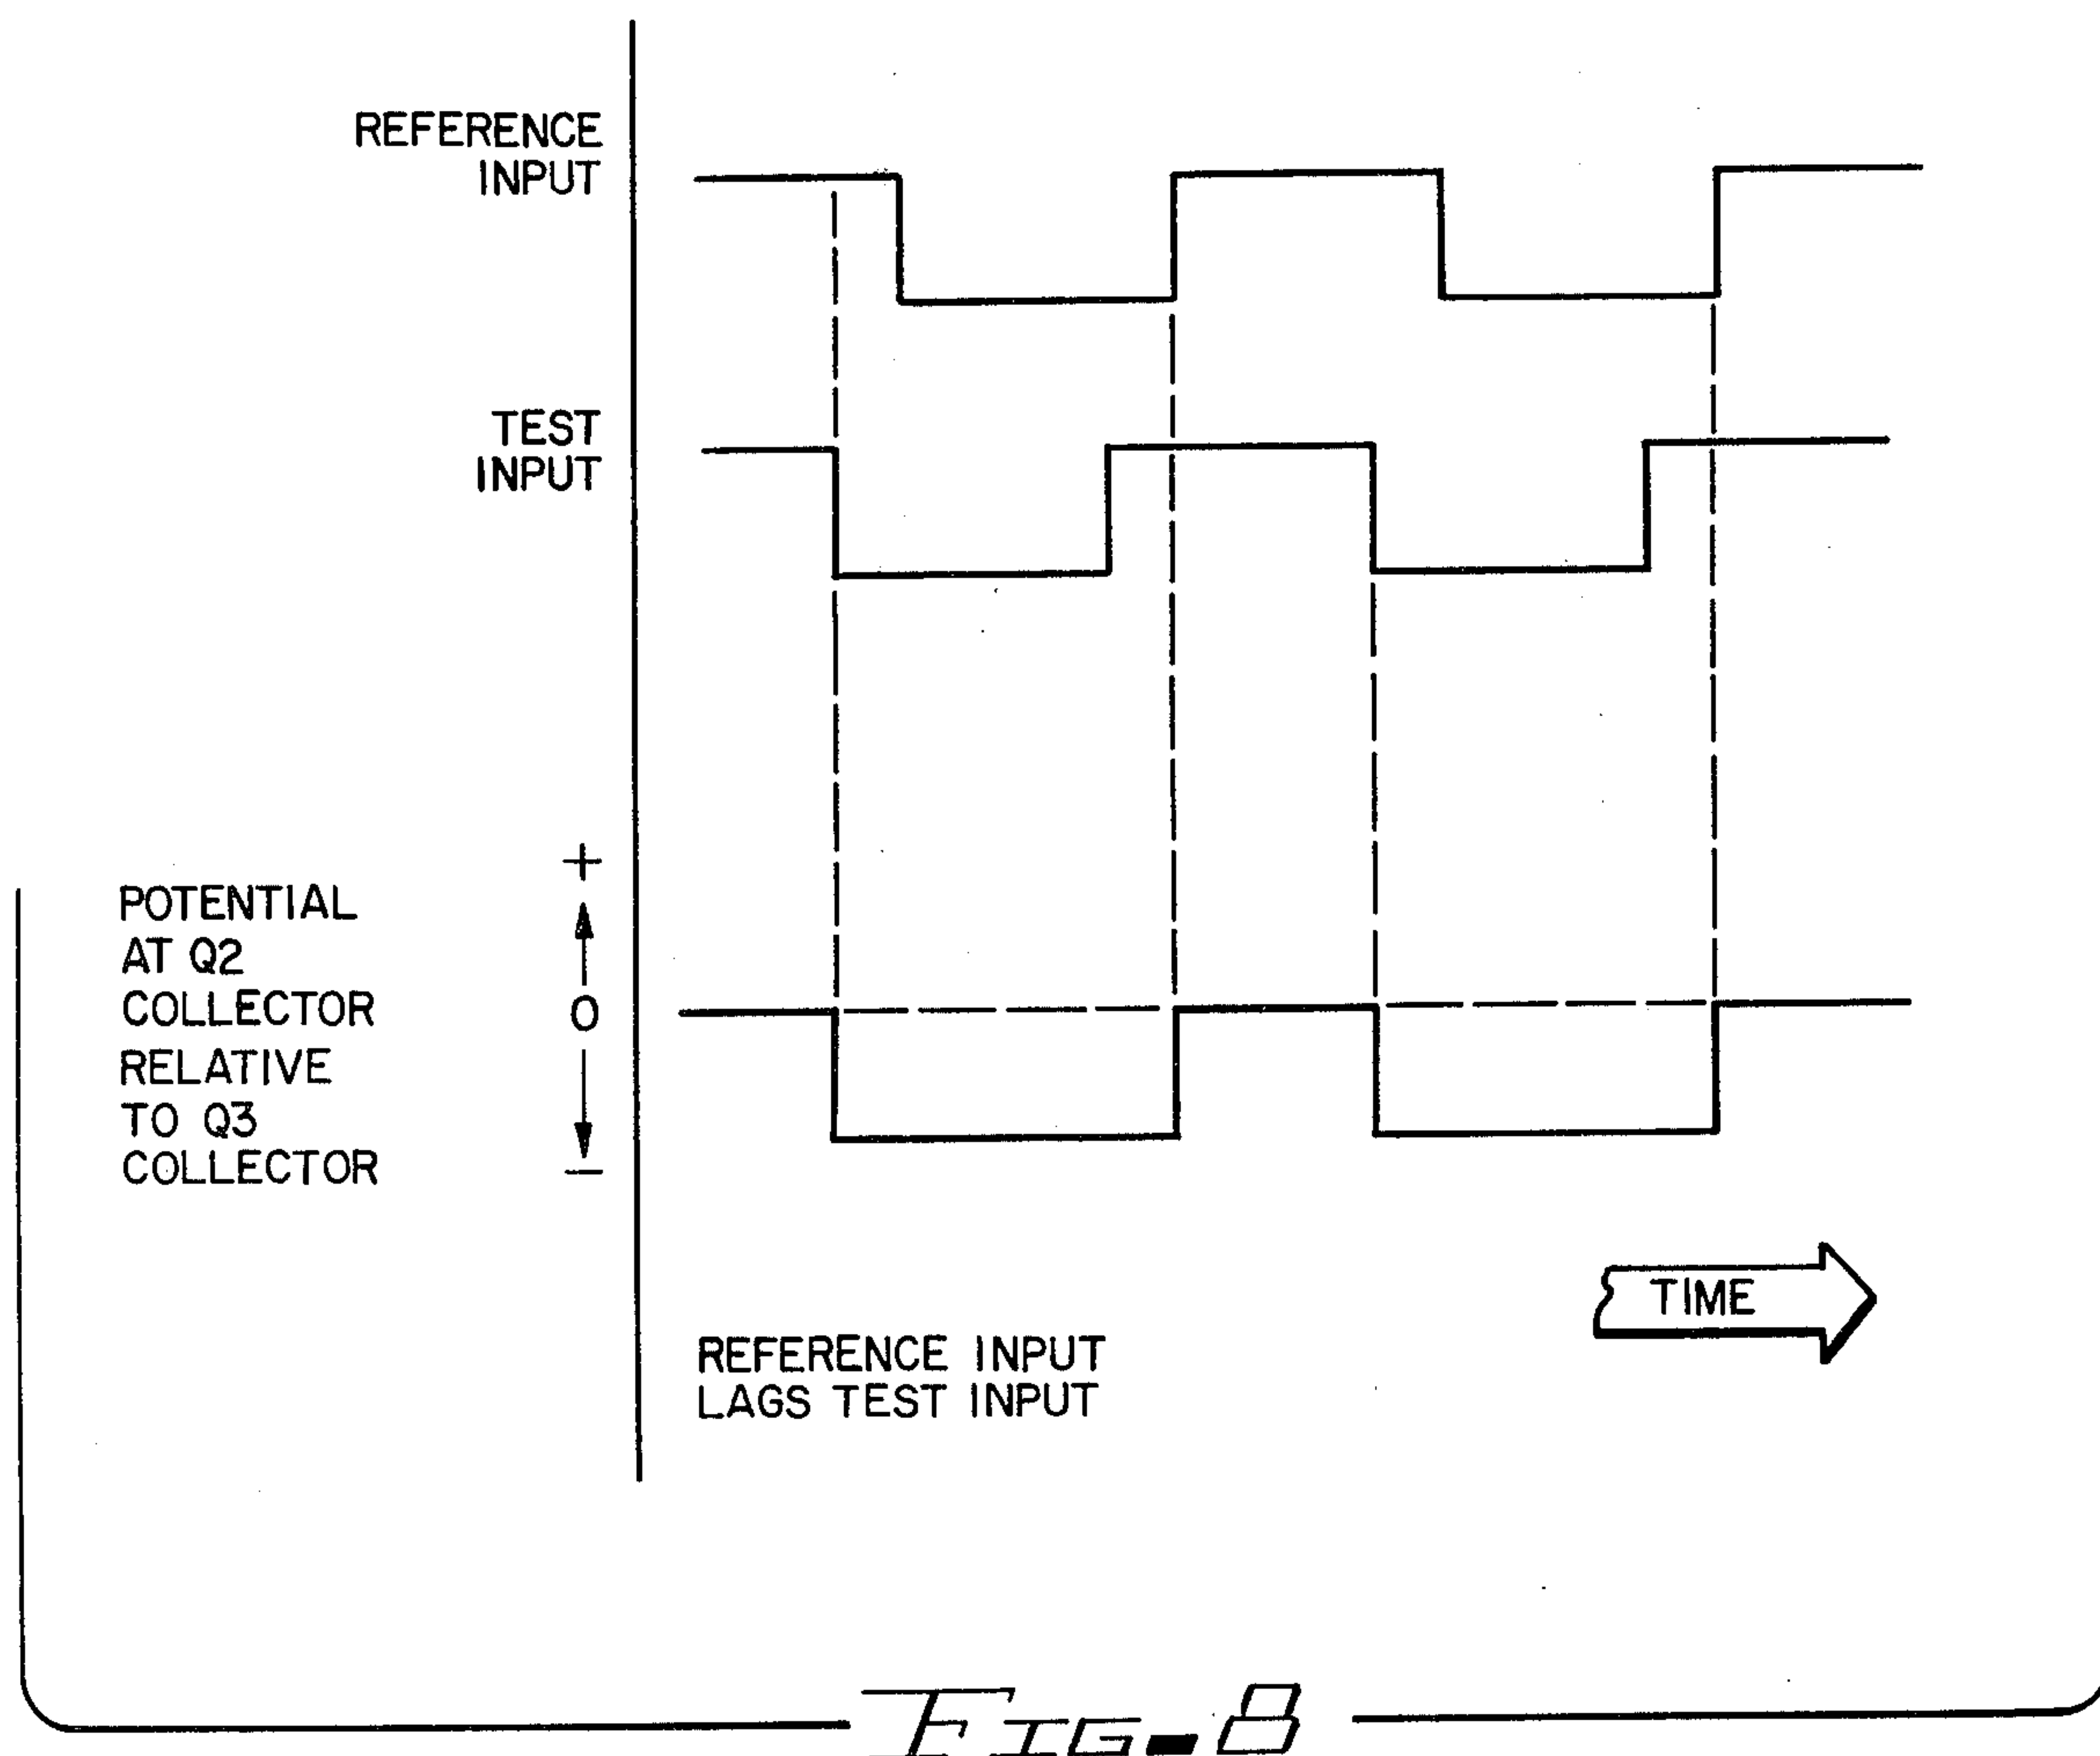 REFERENCE
INPUT
TEST
INPUT
+
POTENTIAL
AT Q2
COLLECTOR
0
RELATIVE
TO Q3
COLLECTOR
−
TIME
REFERENCE INPUT
LAGS TEST INPUT
FIG-8